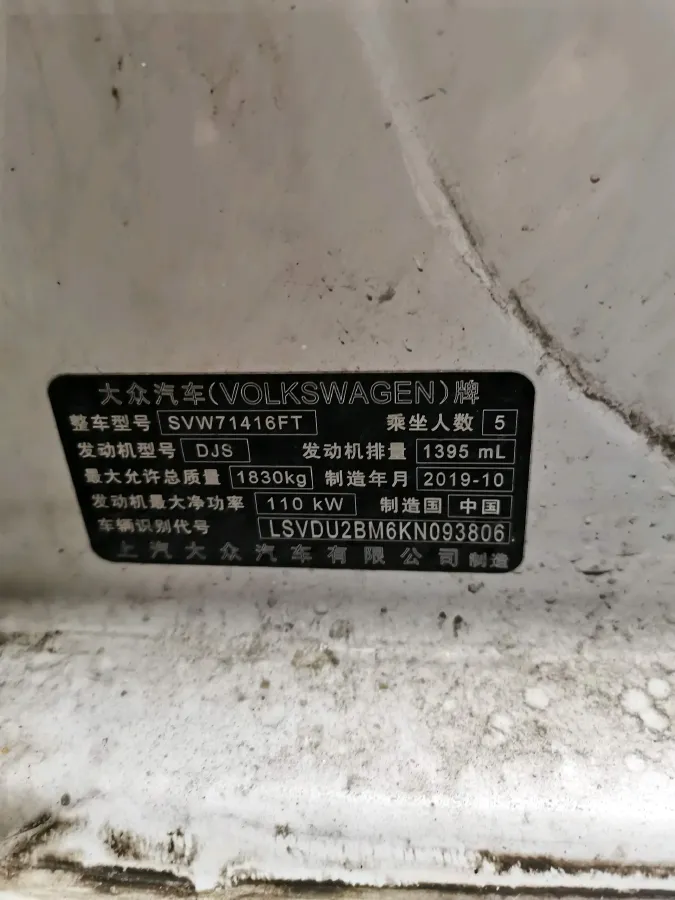 大众汽车(VOLKSWAGEN)牌
整车型号 SVW71416FT 乘坐人数 5
发动机型号 DJS 发动机排量 1395 mL
最大允许总质量 1830kg 制造年月 2019-10
发动机最大净功率 110 kW 制造国 中国
车辆识别代号 LSVDU2BM6KN093806
上汽大众汽车有限公司 制造